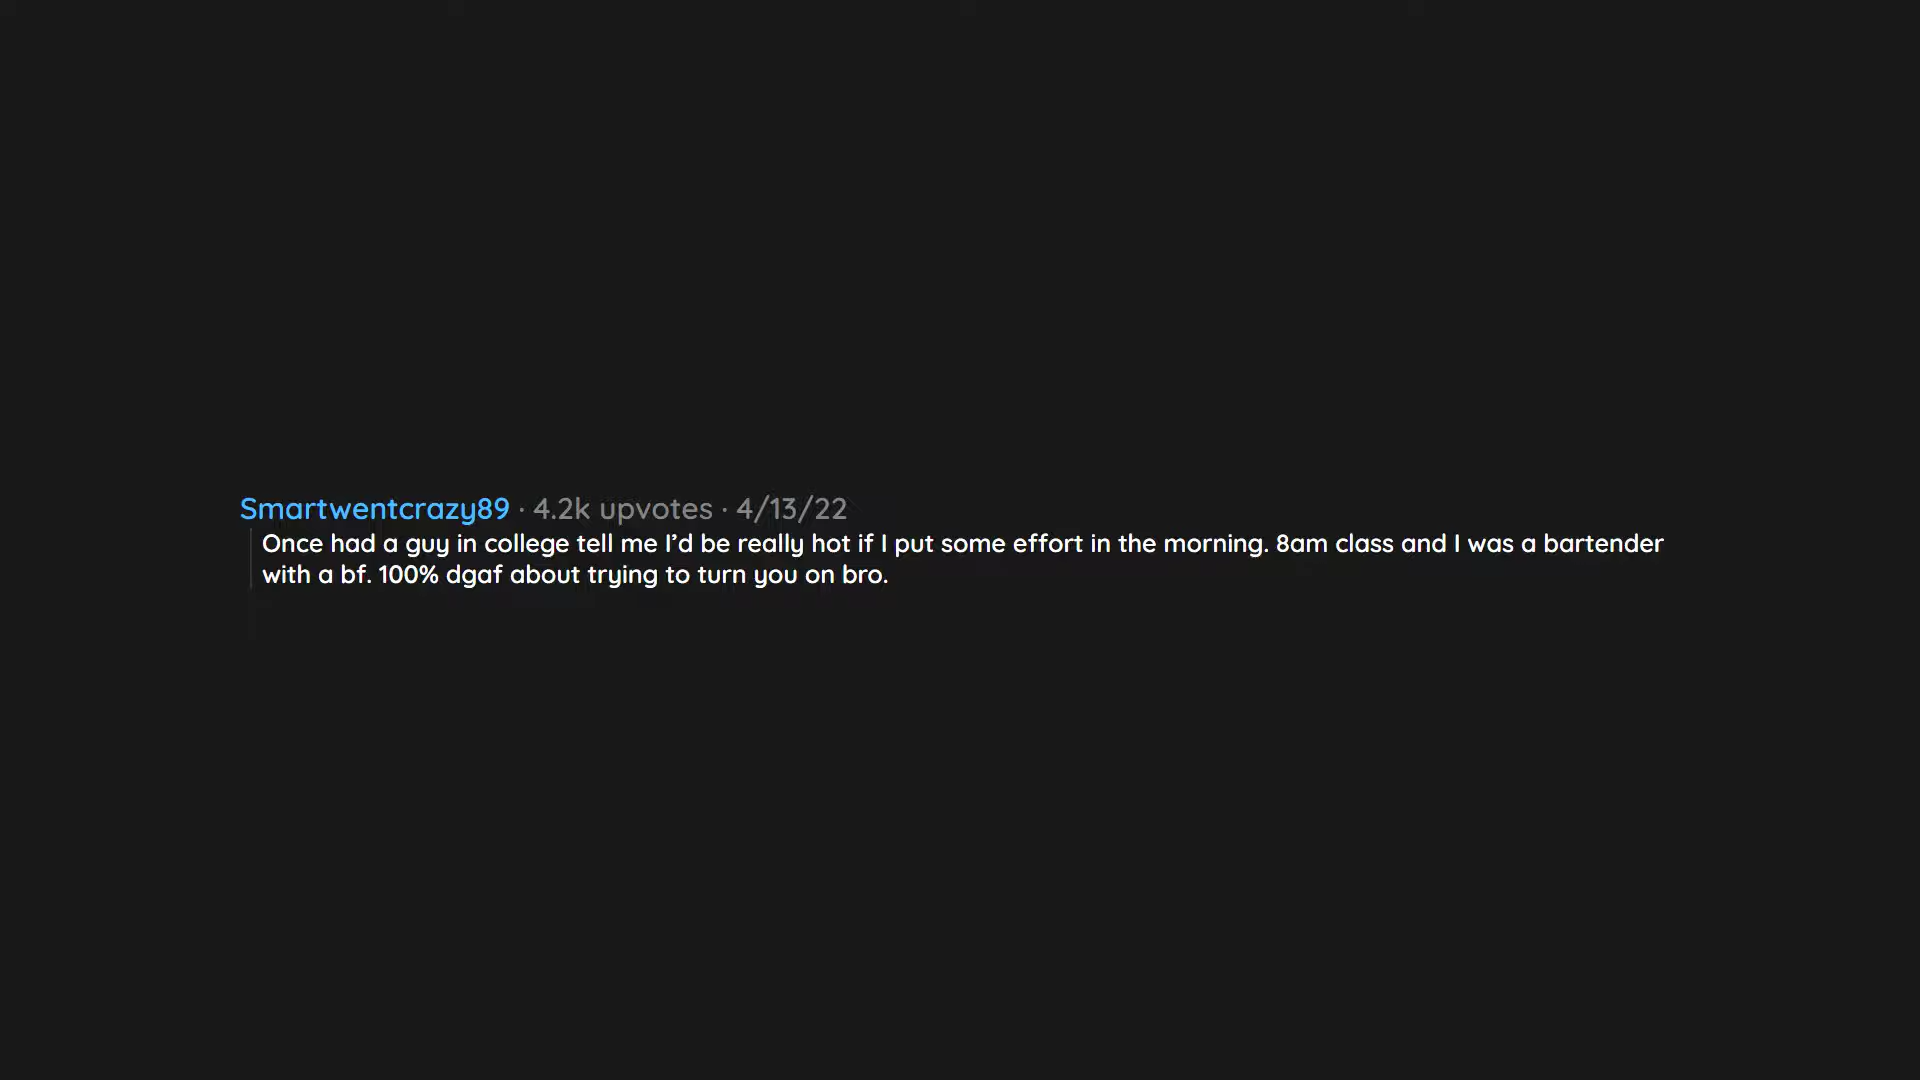 Smartwentcrazy89 · 4.2k upvotes · 4/13/22
Once had a guy in college tell me I’d be really hot if I put some effort in the morning. 8am class and I was a bartender
with a bf. 100% dgaf about trying to turn you on bro.